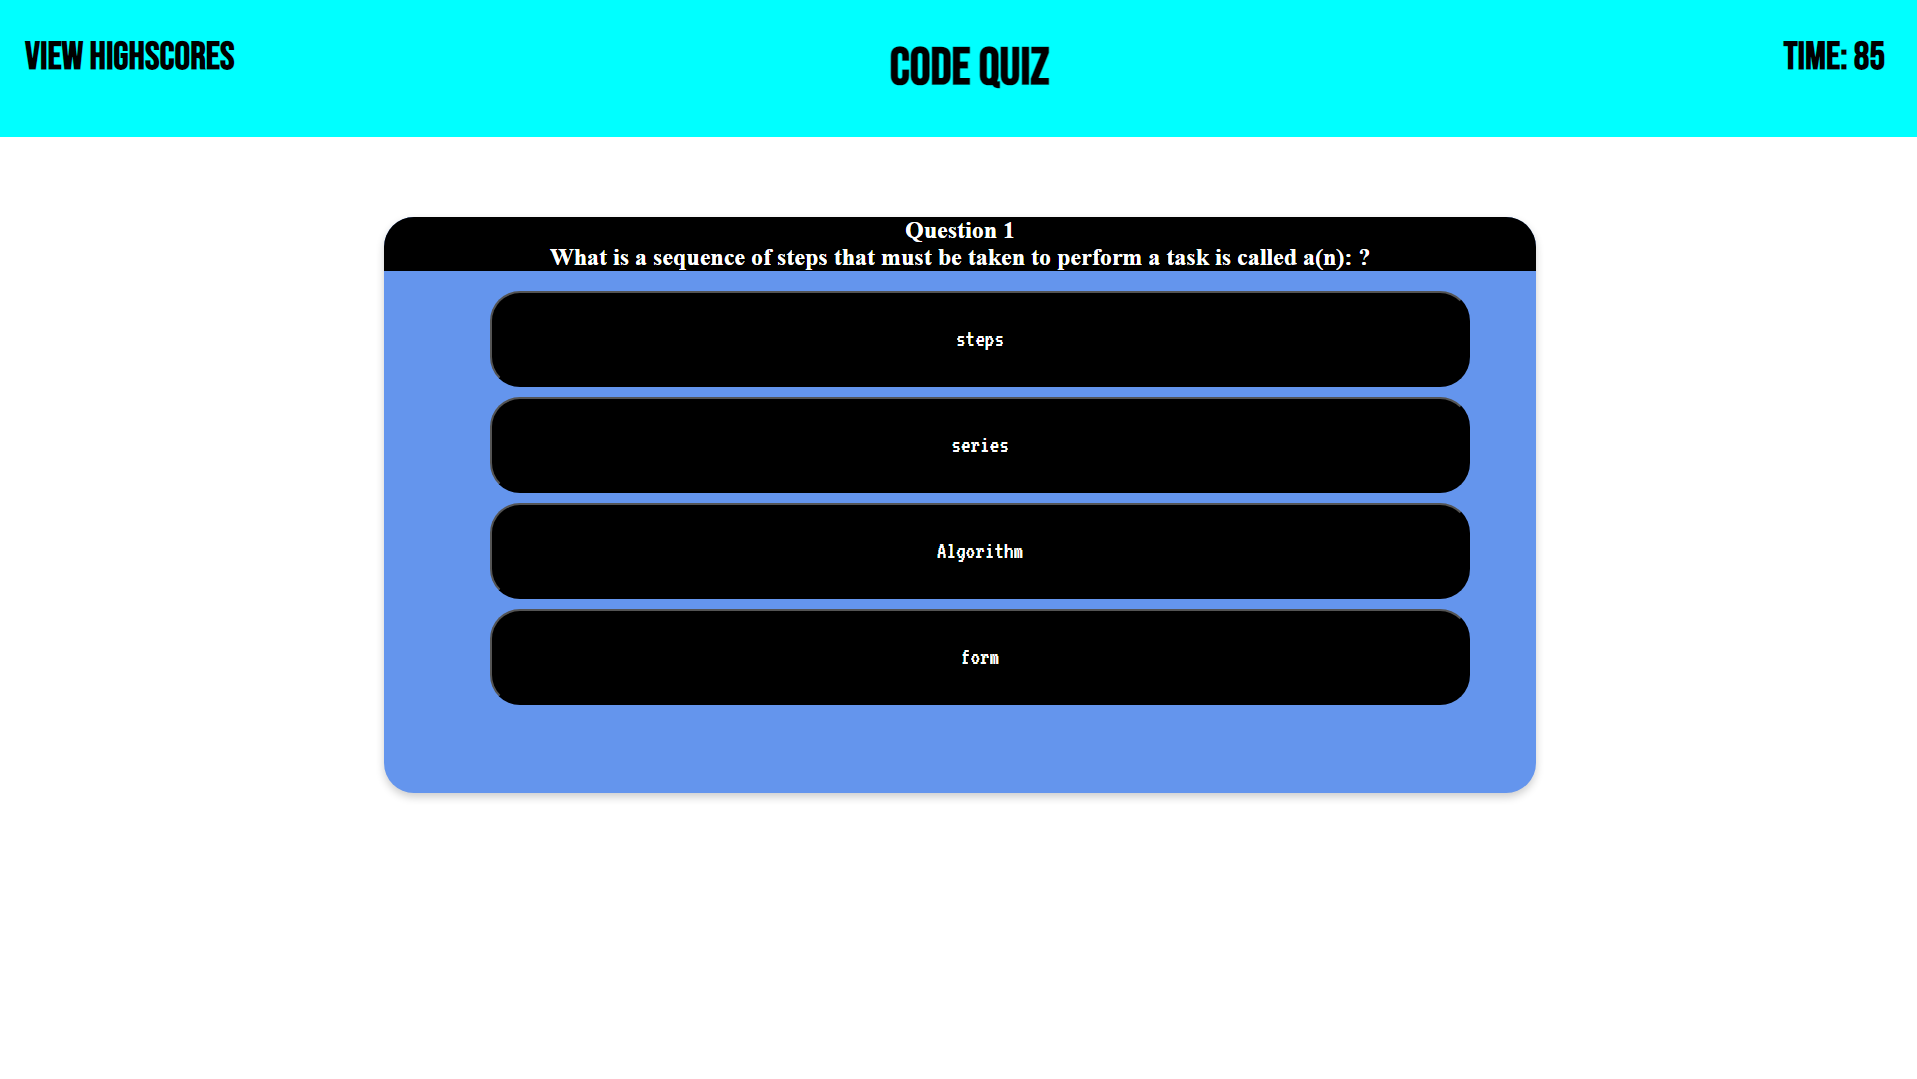 VIEW HIGHSCORES
CODE QUIZ
TIME: 85
Question 1
What is a sequence of steps that must be taken to perform a task is called a(n): ?
steps
series
Algorithm
form